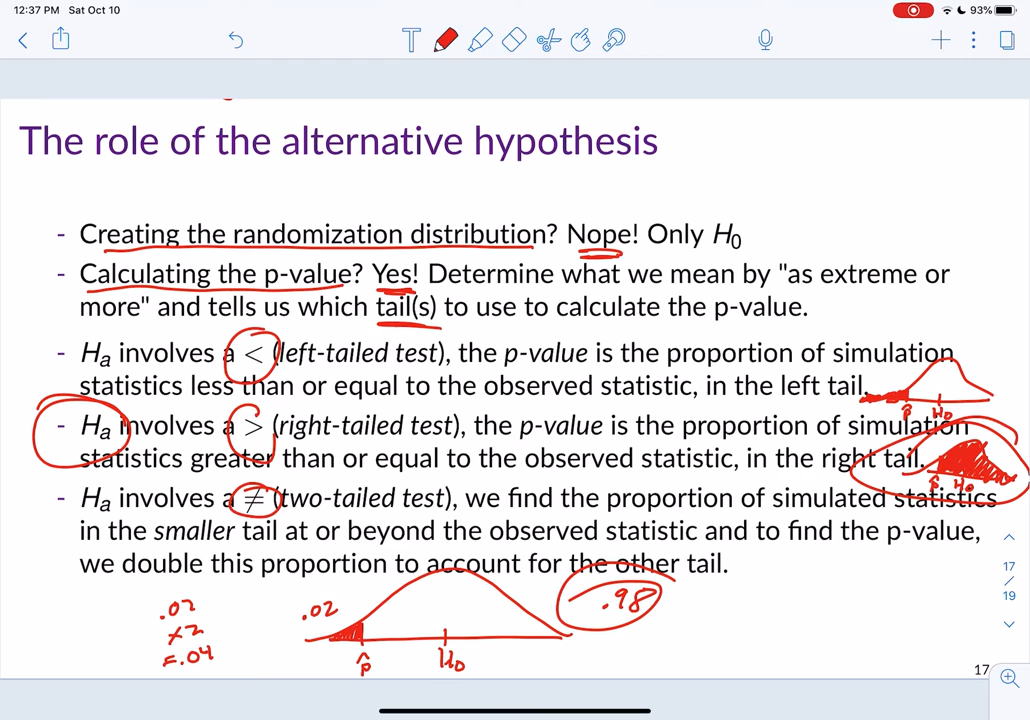 12:37 PM Sat Oct 10
93%
The role of the alternative hypothesis
- Creating the randomization distribution? Nope! Only H0
- Calculating the p-value? Yes! Determine what we mean by "as extreme or
more" and tells us which tail(s) to use to calculate the p-value.
- Ha involves a < (left-tailed test), the p-value is the proportion of simulation
statistics less than or equal to the observed statistic, in the left tail.
p̂ H0
- Ha involves a > (right-tailed test), the p-value is the proportion of simulation
statistics greater than or equal to the observed statistic, in the right tail.
p̂ H0
- Ha involves a ≠ (two-tailed test), we find the proportion of simulated statistics
in the smaller tail at or beyond the observed statistic and to find the p-value,
we double this proportion to account for the other tail.
17
19
.02
×2
=.04
.02
.98
p̂ H0
17